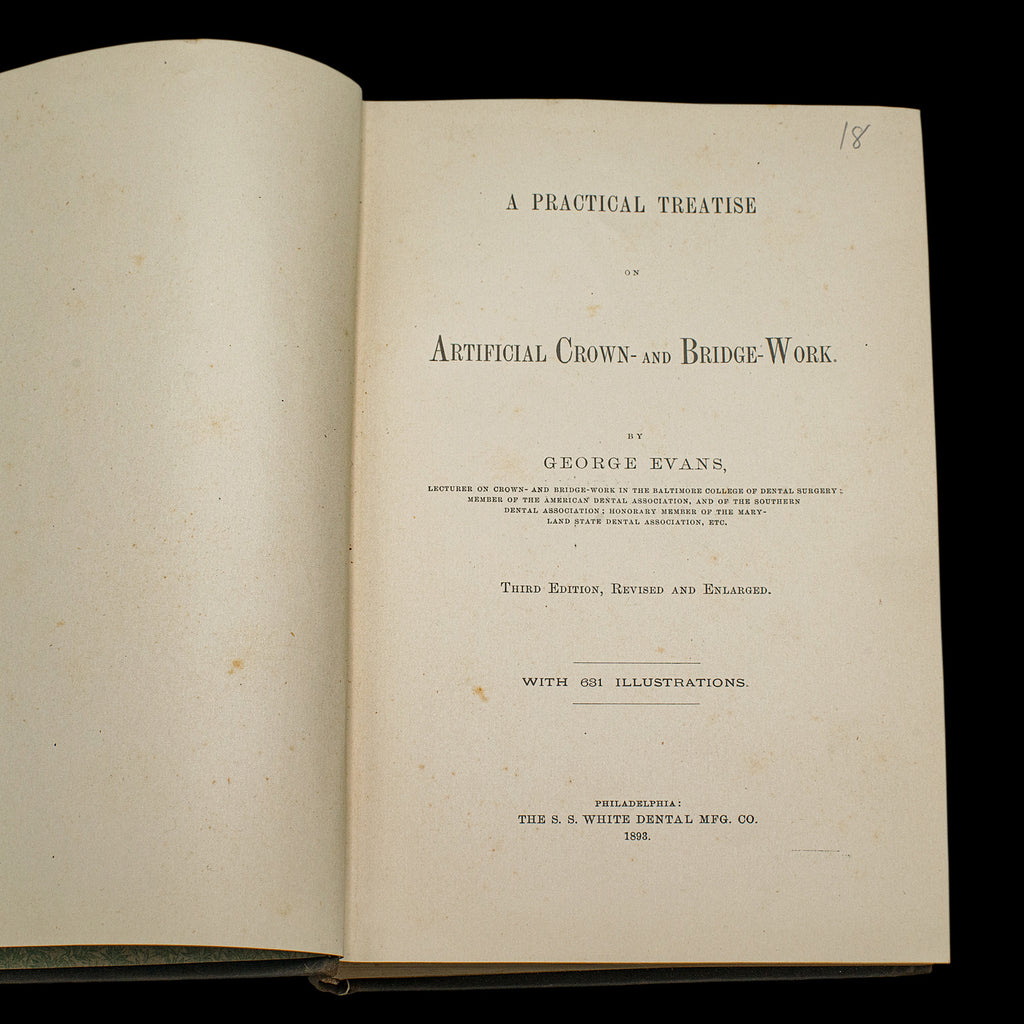 18
A PRACTICAL TREATISE
ON
ARTIFICIAL CROWN- AND BRIDGE-WORK.
BY
GEORGE EVANS,
LECTURER ON CROWN- AND BRIDGE-WORK IN THE BALTIMORE COLLEGE OF DENTAL SURGERY;
MEMBER OF THE AMERICAN DENTAL ASSOCIATION, AND OF THE SOUTHERN
DENTAL ASSOCIATION; HONORARY MEMBER OF THE MARY-
LAND STATE DENTAL ASSOCIATION, ETC.
THIRD EDITION, REVISED AND ENLARGED.
WITH 631 ILLUSTRATIONS.
PHILADELPHIA:
THE S. S. WHITE DENTAL MFG. CO.
1893.